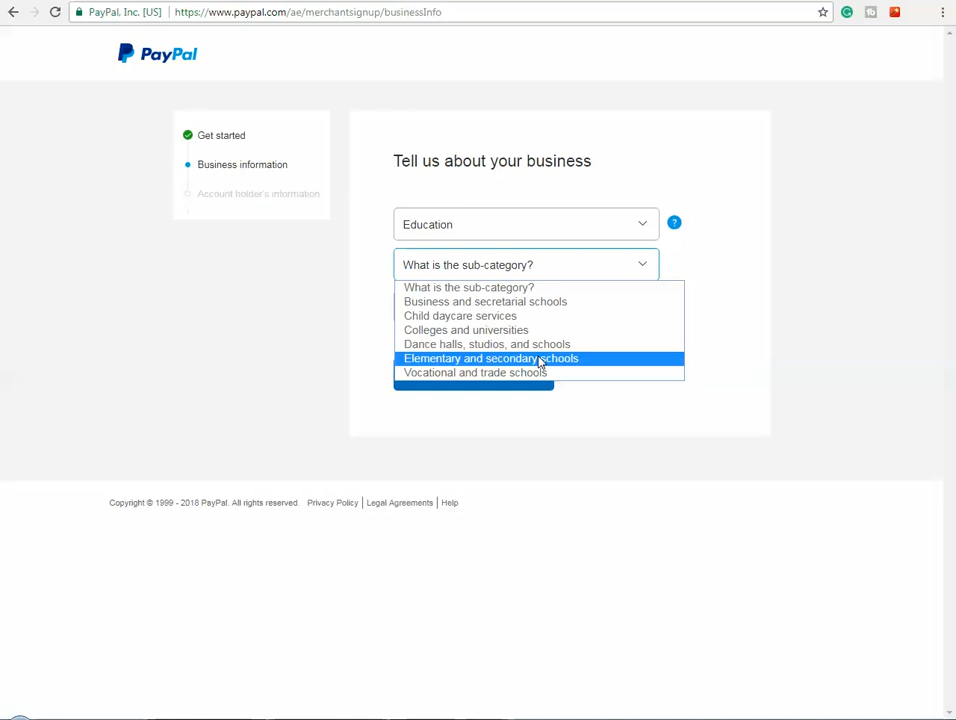 PayPal, Inc. [US]
https://www.paypal.com/ae/merchantsignup/businessInfo
PayPal
Get started
Business information
Account holder's information
Tell us about your business
Education
?
What is the sub-category?
What is the sub-category?
Business and secretarial schools
Child daycare services
Colleges and universities
Dance halls, studios, and schools
Elementary and secondary schools
Vocational and trade schools
Copyright © 1999 - 2018 PayPal. All rights reserved. Privacy Policy | Legal Agreements | Help